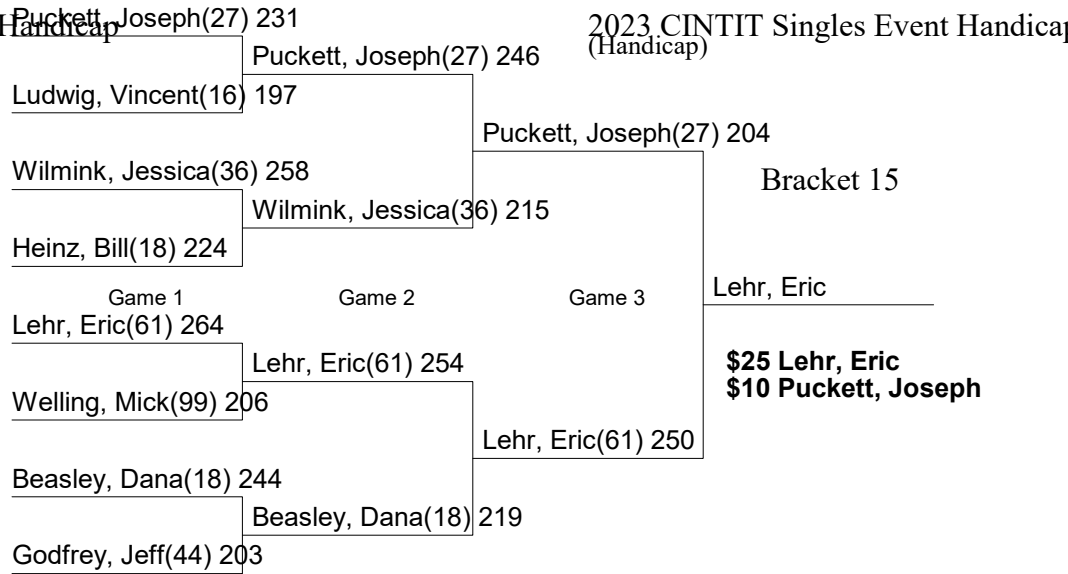 Handicap
2023 CINTIT Singles Event Handicap
(Handicap)
Puckett, Joseph(27) 231
Puckett, Joseph(27) 246
Ludwig, Vincent(16) 197
Puckett, Joseph(27) 204
Wilmink, Jessica(36) 258
Bracket 15
Wilmink, Jessica(36) 215
Heinz, Bill(18) 224
Game 1
Game 2
Game 3
Lehr, Eric
Lehr, Eric(61) 264
Lehr, Eric(61) 254
$25 Lehr, Eric
$10 Puckett, Joseph
Welling, Mick(99) 206
Lehr, Eric(61) 250
Beasley, Dana(18) 244
Beasley, Dana(18) 219
Godfrey, Jeff(44) 203